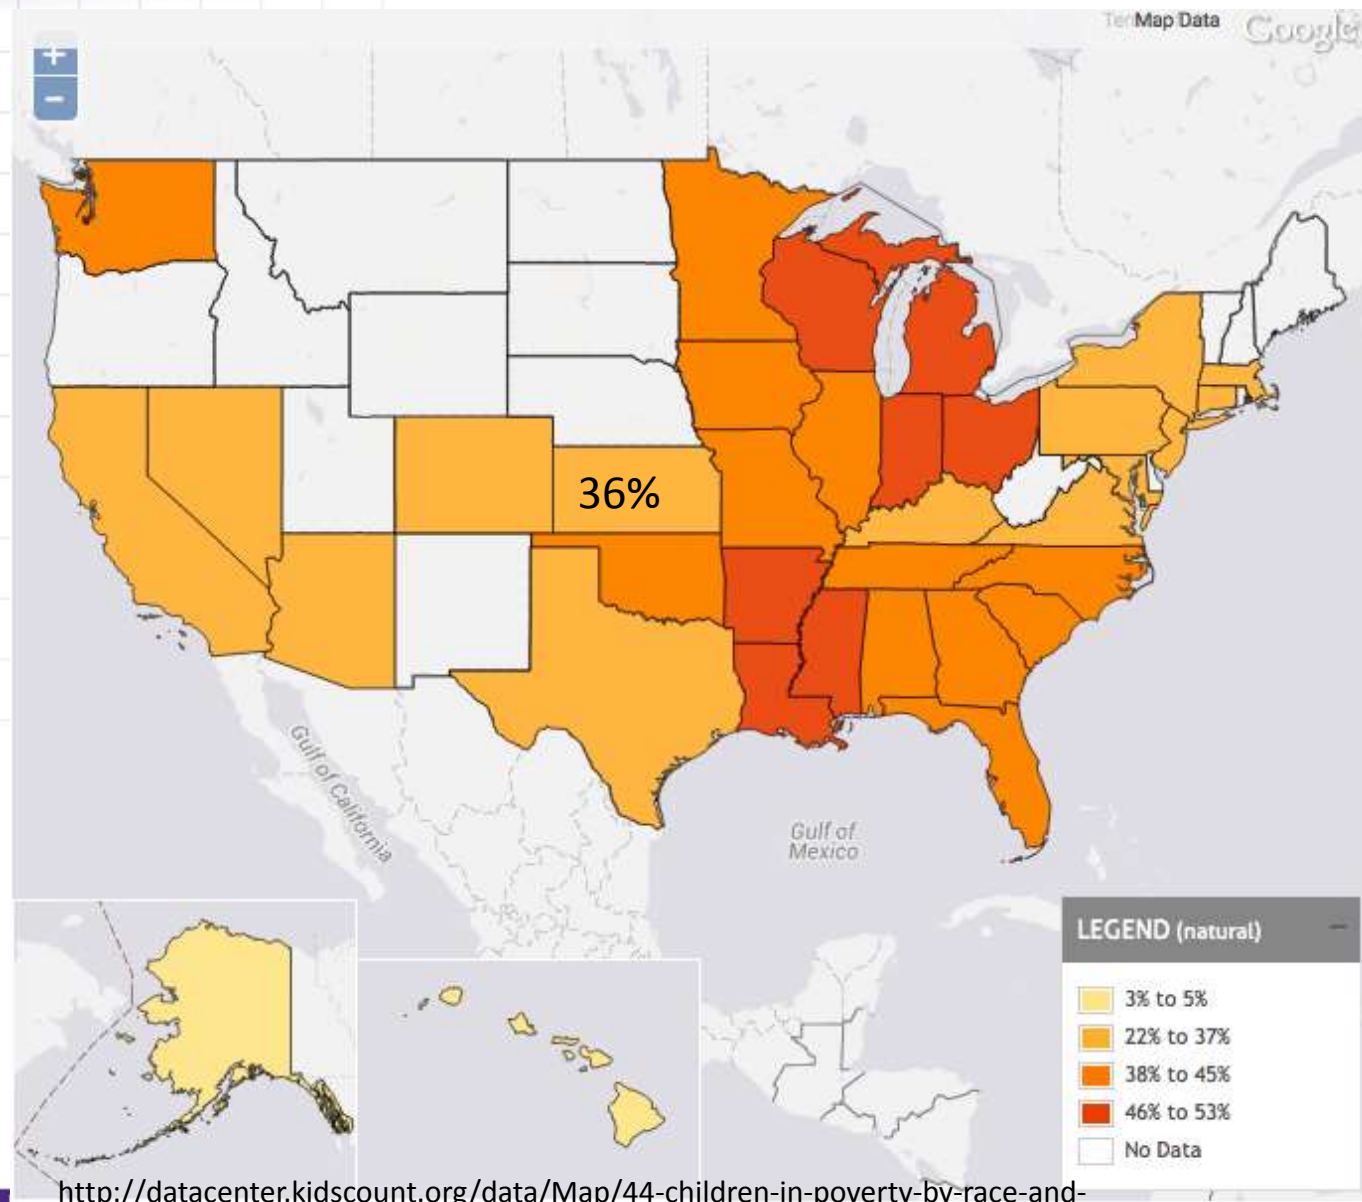 Map Data
Google
+
−
36%
Gulf of California
Gulf of
Mexico
LEGEND (natural)
3% to 5%
22% to 37%
38% to 45%
46% to 53%
No Data
http://datacenter.kidscount.org/data/Map/44-children-in-poverty-by-race-and-